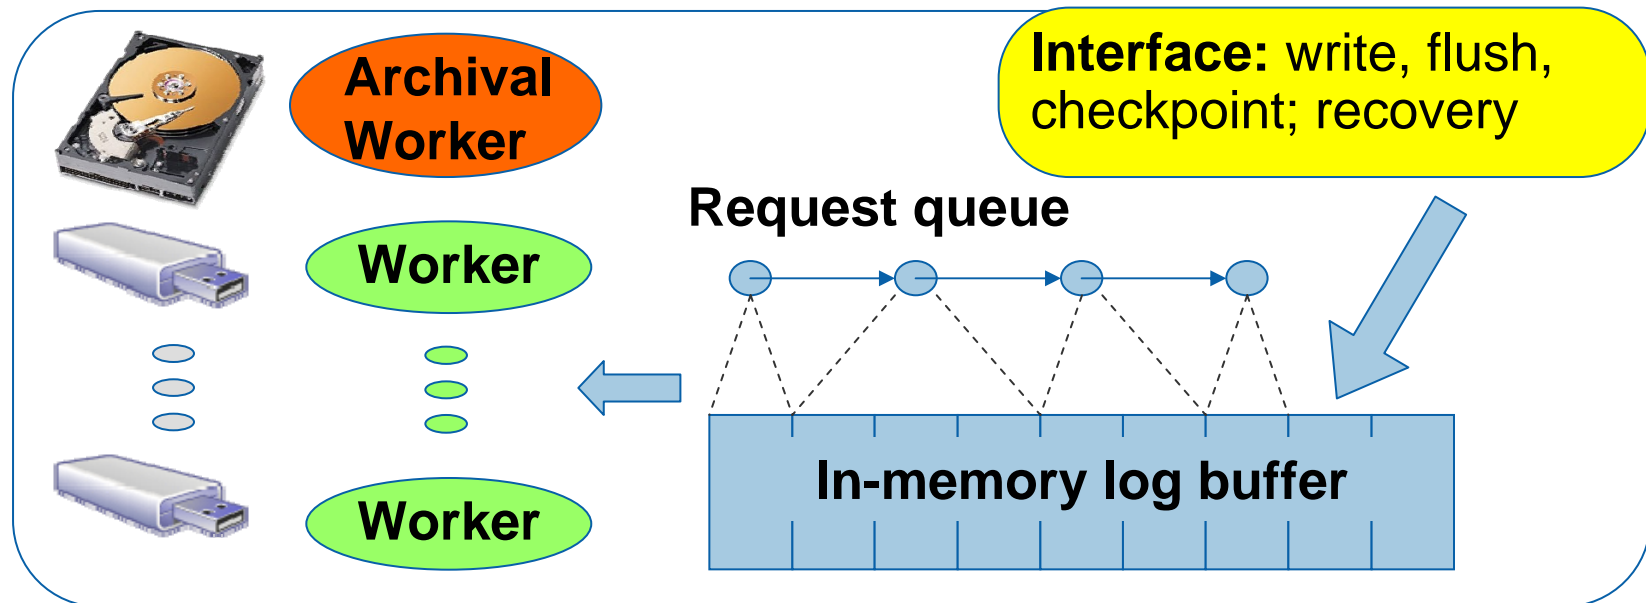 Archival
Worker
Interface: write, flush,
checkpoint; recovery
Request queue
Worker
In-memory log buffer
Worker